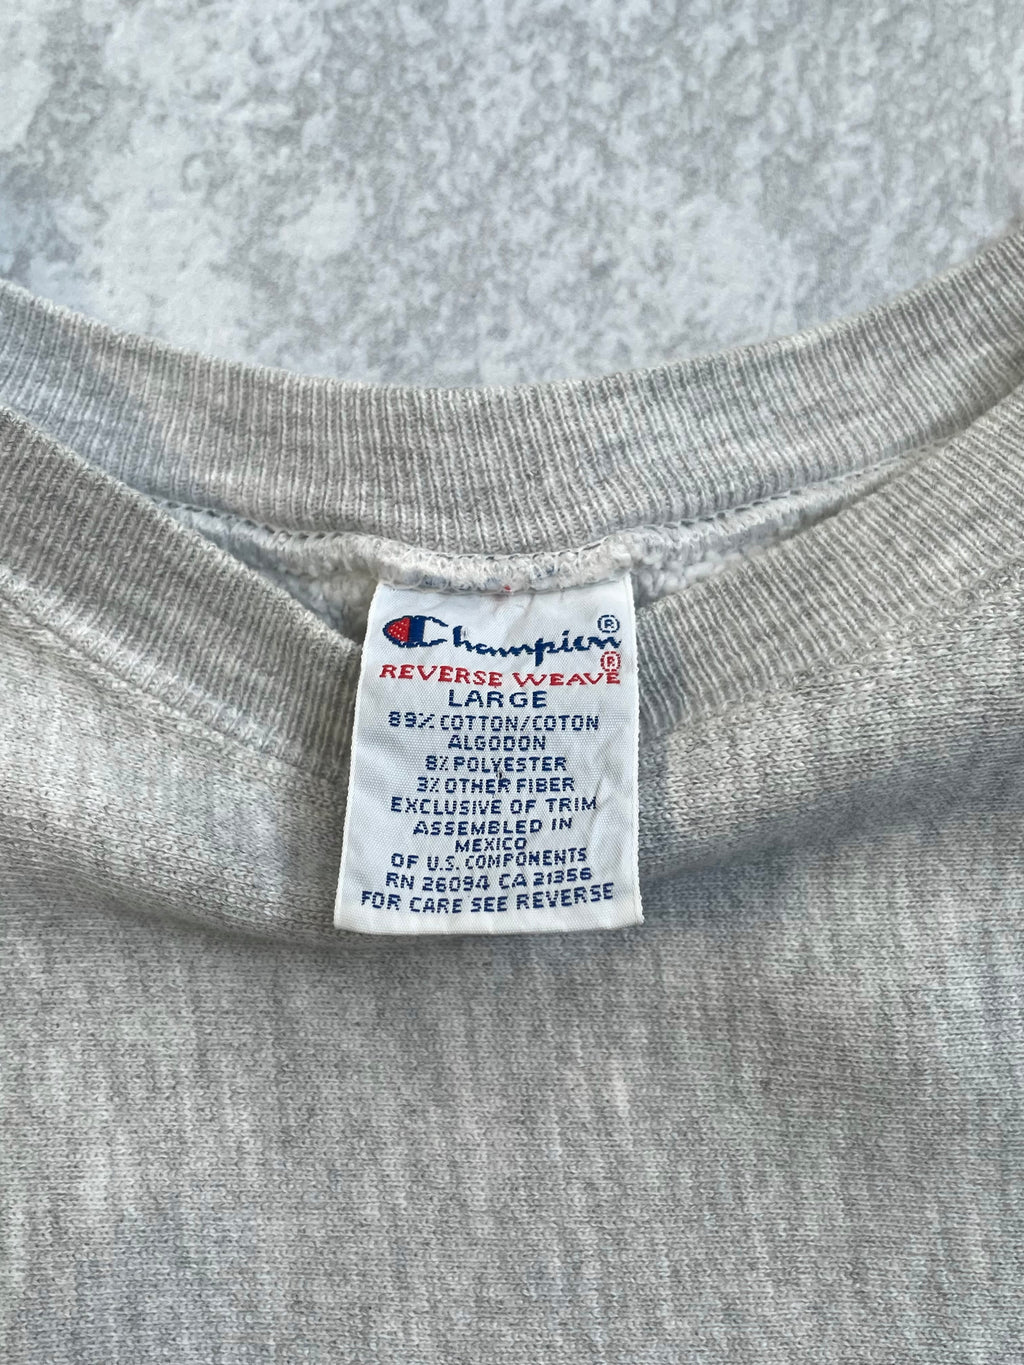 Champion®
REVERSE WEAVE®
LARGE
89% COTTON/COTON
ALGODON
8% POLYESTER
3% OTHER FIBER
EXCLUSIVE OF TRIM
ASSEMBLED IN
MEXICO
OF U.S. COMPONENTS
RN 26094 CA 21356
FOR CARE SEE REVERSE